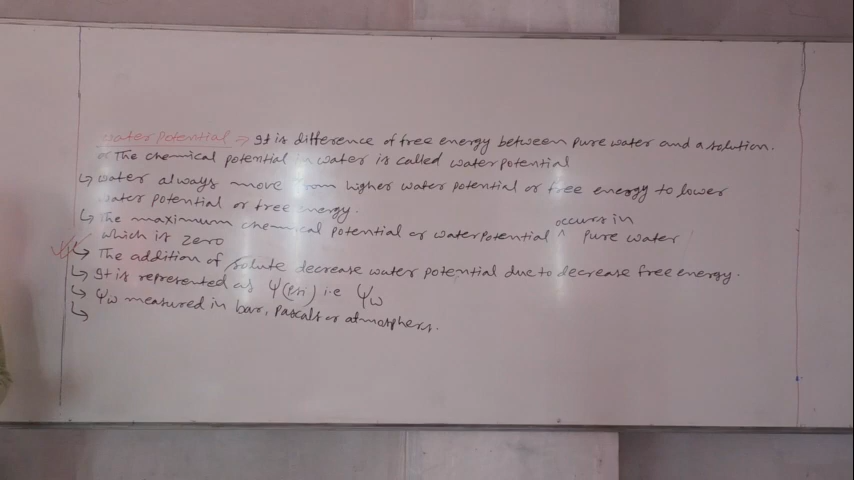 water potential → It is difference of free energy between pure water and a solution.
or The chemical potential in water is called water potential
↳ water always move from higher water potential or free energy to lower
water potential or free energy.
↳ The maximum chemical potential or water potential ^ occurs in pure water
which is zero
↳ The addition of solute decrease water potential due to decrease free energy.
↳ It is represented as ψ(psi) i.e ψw
↳ ψw measured in bar, pascals or atmosphers.
↳